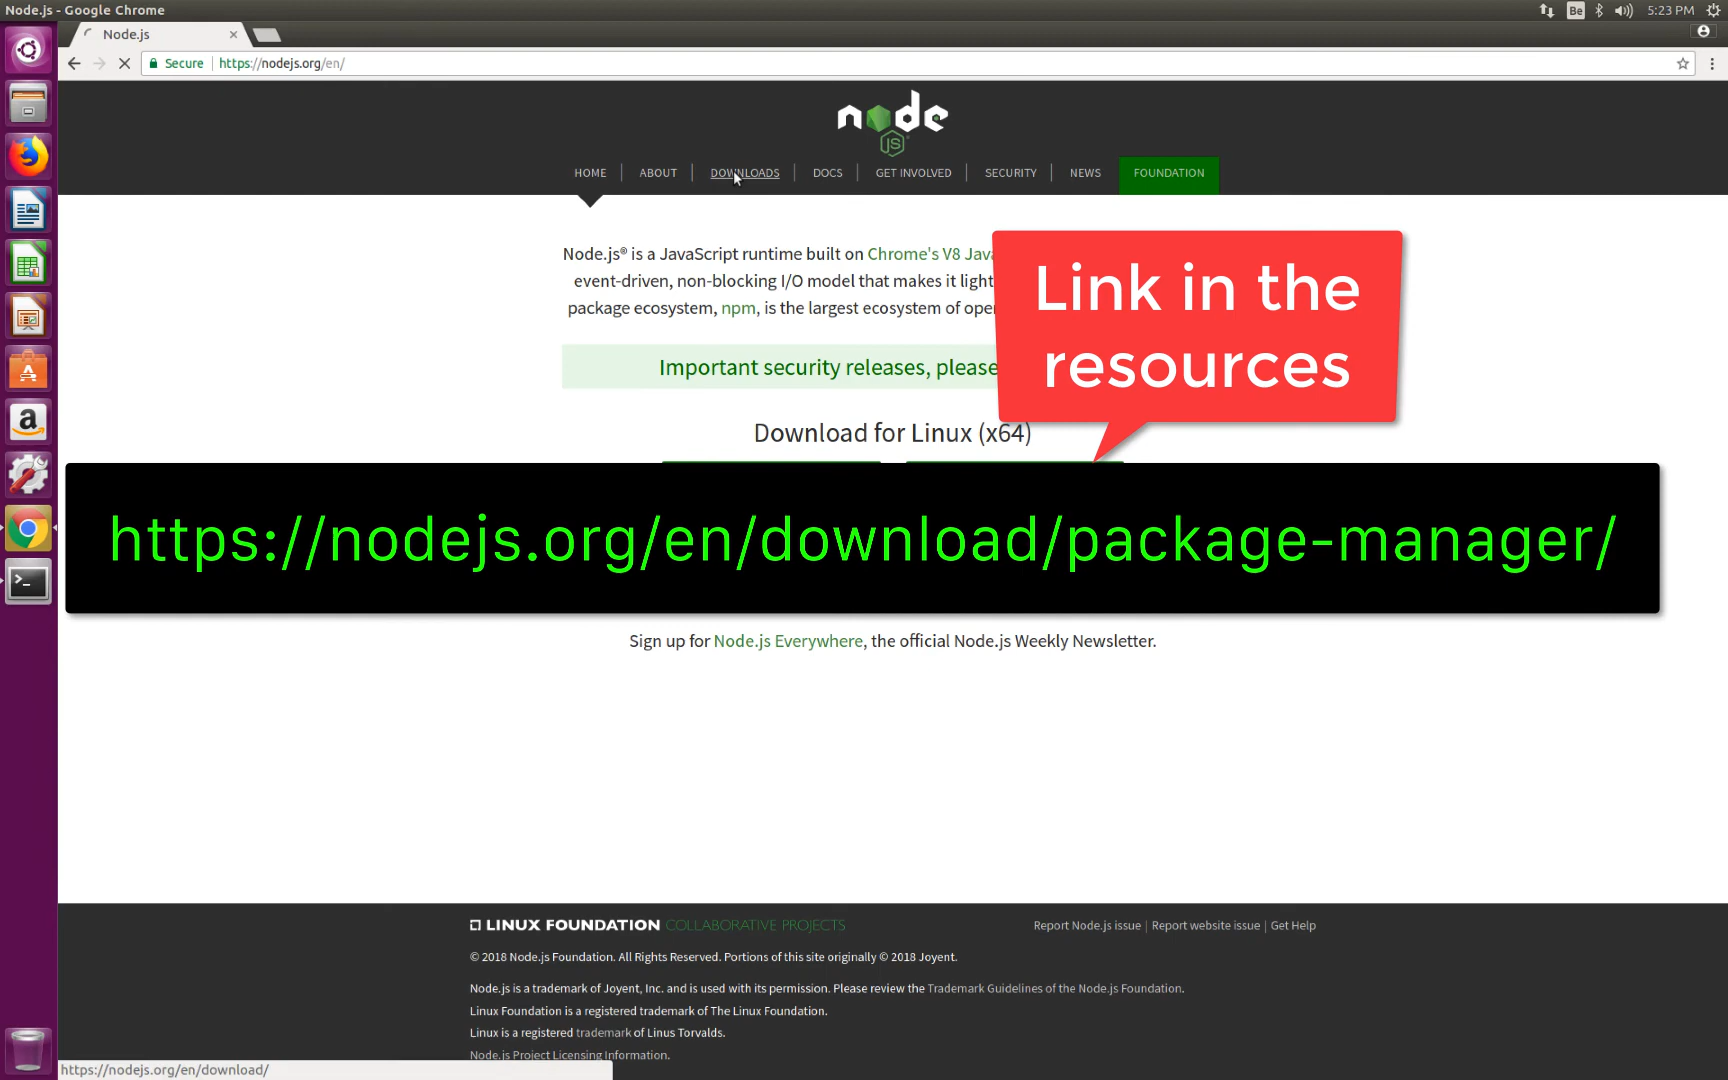 Node.js - Google Chrome
Be
5:23 PM
Node.js
Secure
https://nodejs.org/en/
node
JS
HOME
ABOUT
DOWNLOADS
DOCS
GET INVOLVED
SECURITY
NEWS
FOUNDATION
Node.js® is a JavaScript runtime built on Chrome's V8
event-driven, non-blocking I/O model that makes it
package ecosystem, npm, is the largest ecosystem of
Important security releases, please
Link in the
resources
Download for Linux (x64)
https://nodejs.org/en/download/package-manager/
Sign up for Node.js Everywhere, the official Node.js Weekly Newsletter.
LINUX FOUNDATION COLLABORATIVE PROJECTS
Report Node.js issue | Report website issue | Get Help
© 2018 Node.js Foundation. All Rights Reserved. Portions of this site originally © 2018 Joyent.
Node.js is a trademark of Joyent, Inc. and is used with its permission. Please review the Trademark Guidelines of the Node.js Foundation.
Linux Foundation is a registered trademark of The Linux Foundation.
Linux is a registered trademark of Linus Torvalds.
Node.js Project Licensing Information.
https://nodejs.org/en/download/